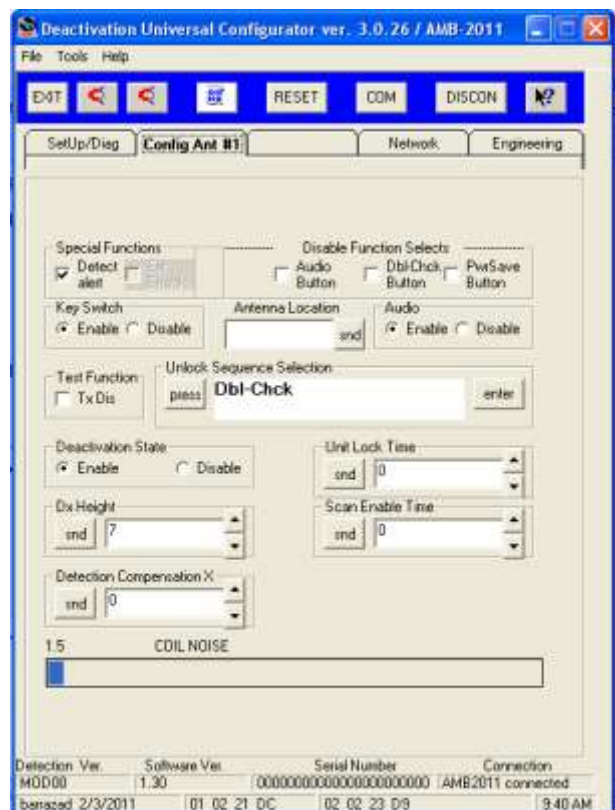 Deactivation Universal Configurator ver. 3.0.26 / AMB-2011
File Tools Help
EXIT RESET COM DISCON
SetUp/Diag Config Ant #1 Network Engineering
Special Functions Disable Function Selects
Detect alert Audio Button Dbl-Chck Button PwrSave Button
Key Switch Antenna Location Audio
Enable Disable snd Enable Disable
Test Function Unlock Sequence Selection
Tx Dis press Dbl-Chck enter
Deactivation State Unit Lock Time
Enable Disable snd 0
Dx Height Scan Enable Time
snd 7 snd 0
Detection Compensation X
snd 0
1.5 COIL NOISE
Detection Ver. Software Ver. Serial Number Connection
MOD00 1.30 AMB2011 connected
banazad 2/3/2011 01 02 21 DC 02 02 23 D9 9:40 AM